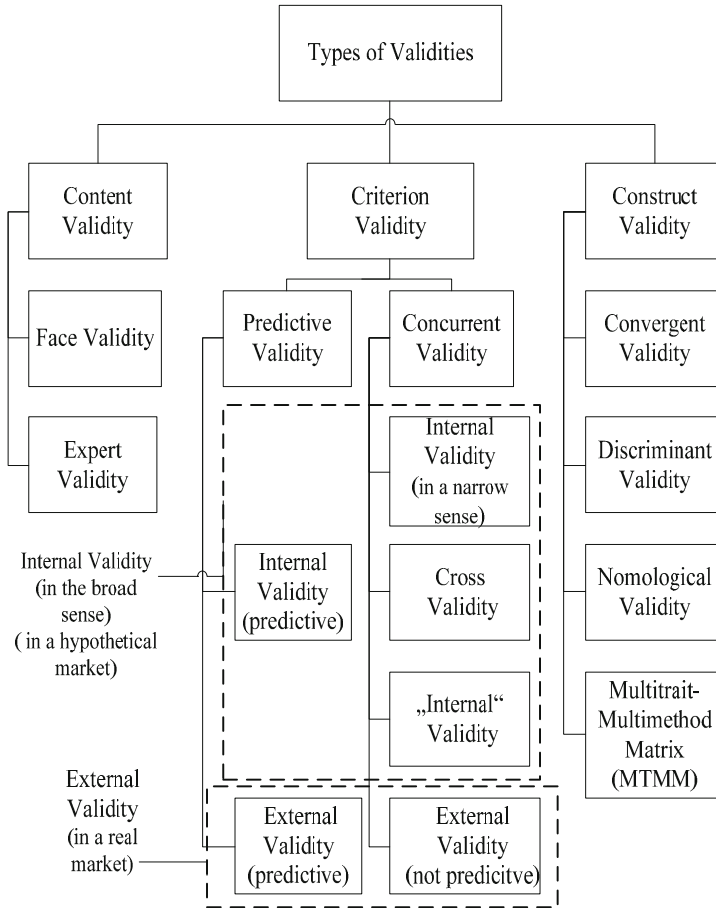 Types of Validities
Content
Validity
Criterion
Validity
Construct
Validity
Face Validity
Predictive
Validity
Concurrent
Validity
Convergent
Validity
Expert
Validity
Internal
Validity
(in a narrow
sense)
Discriminant
Validity
Internal Validity
(in the broad
sense)
( in a hypothetical
market)
Internal
Validity
(predictive)
Cross
Validity
Nomological
Validity
„Internal“
Validity
Multitrait-
Multimethod
Matrix
(MTMM)
External
Validity
(in a real
market)
External
Validity
(predictive)
External
Validity
(not predicitve)